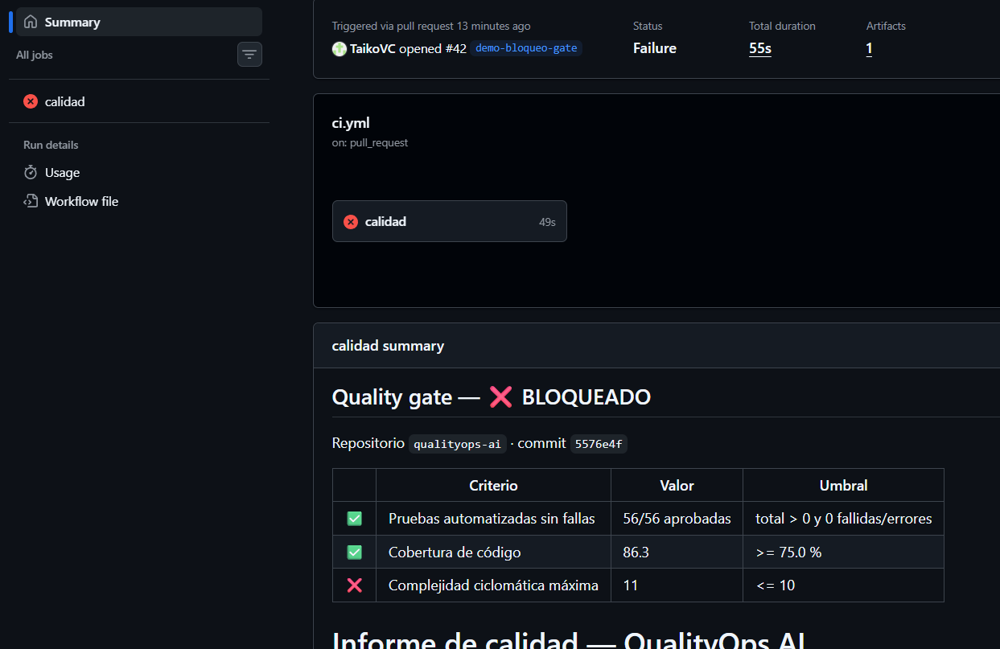 Summary
All jobs
calidad
Run details
Usage
Workflow file
Triggered via pull request 13 minutes ago
TaikoVC opened #42 demo-bloqueo-gate
Status
Failure
Total duration
55s
Artifacts
1
ci.yml
on: pull_request
calidad 49s
calidad summary
Quality gate — ❌ BLOQUEADO
Repositorio qualityops-ai · commit 5576e4f
Criterio Valor Umbral
✅ Pruebas automatizadas sin fallas 56/56 aprobadas total > 0 y 0 fallidas/errores
✅ Cobertura de código 86.3 >= 75.0 %
❌ Complejidad ciclomática máxima 11 <= 10
Informe de calidad — QualityOps AI